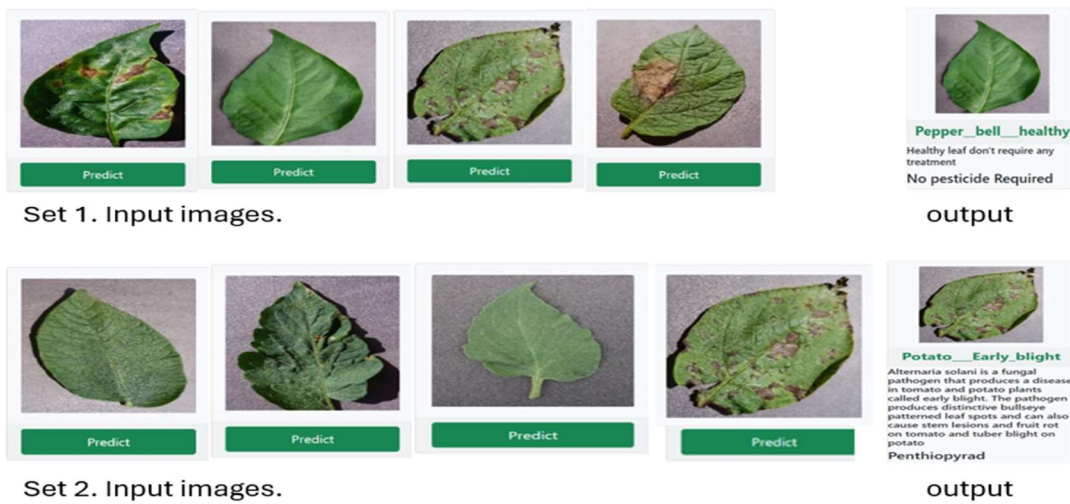 Predict
Predict
Predict
Predict
Pepper__bell___healthy
Healthy leaf don't require any
treatment
No pesticide Required
Set 1. Input images.
output
Predict
Predict
Predict
Predict
Potato___Early_blight
Alternaria solani is a fungal
pathogen that produces a disease
in tomato and potato plants
called early blight. The pathogen
produces distinctive bullseye
patterned leaf spots and can also
cause stem lesions and fruit rot
on tomato and tuber blight on
potato
Penthiopyrad
Set 2. Input images.
output